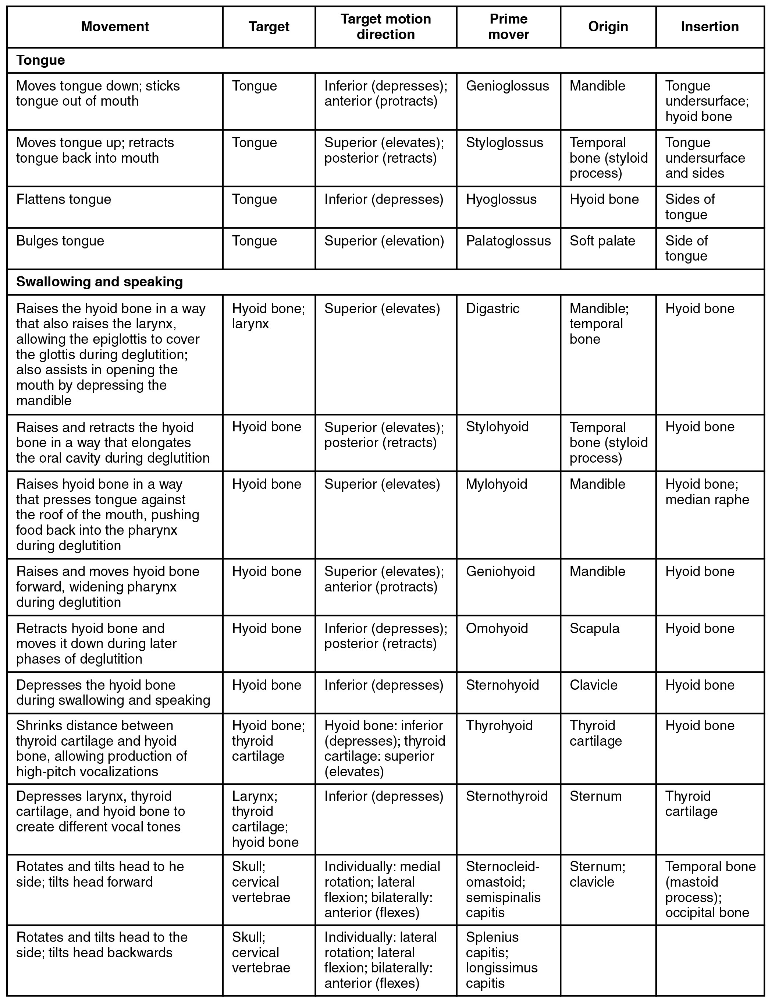 Movement Target Target motion direction Prime mover Origin Insertion
Tongue
Moves tongue down; sticks tongue out of mouth Tongue Inferior (depresses); anterior (protracts) Genioglossus Mandible Tongue undersurface; hyoid bone
Moves tongue up; retracts tongue back into mouth Tongue Superior (elevates); posterior (retracts) Styloglossus Temporal bone (styloid process) Tongue undersurface and sides
Flattens tongue Tongue Inferior (depresses) Hyoglossus Hyoid bone Sides of tongue
Bulges tongue Tongue Superior (elevation) Palatoglossus Soft palate Side of tongue
Swallowing and speaking
Raises the hyoid bone in a way that also raises the larynx, allowing the epiglottis to cover the glottis during deglutition; also assists in opening the mouth by depressing the mandible Hyoid bone; larynx Superior (elevates) Digastric Mandible; temporal bone Hyoid bone
Raises and retracts the hyoid bone in a way that elongates the oral cavity during deglutition Hyoid bone Superior (elevates); posterior (retracts) Stylohyoid Temporal bone (styloid process) Hyoid bone
Raises hyoid bone in a way that presses tongue against the roof of the mouth, pushing food back into the pharynx during deglutition Hyoid bone Superior (elevates) Mylohyoid Mandible Hyoid bone; median raphe
Raises and moves hyoid bone forward, widening pharynx during deglutition Hyoid bone Superior (elevates); anterior (protracts) Geniohyoid Mandible Hyoid bone
Retracts hyoid bone and moves it down during later phases of deglutition Hyoid bone Inferior (depresses); posterior (retracts) Omohyoid Scapula Hyoid bone
Depresses the hyoid bone during swallowing and speaking Hyoid bone Inferior (depresses) Sternohyoid Clavicle Hyoid bone
Shrinks distance between thyroid cartilage and hyoid bone, allowing production of high-pitch vocalizations Hyoid bone; thyroid cartilage Hyoid bone: inferior (depresses); thyroid cartilage: superior (elevates) Thyrohyoid Thyroid cartilage Hyoid bone
Depresses larynx, thyroid cartilage, and hyoid bone to create different vocal tones Larynx; thyroid cartilage; hyoid bone Inferior (depresses) Sternothyroid Sternum Thyroid cartilage
Rotates and tilts head to he side; tilts head forward Skull; cervical vertebrae Individually: medial rotation; lateral flexion; bilaterally: anterior (flexes) Sternocleid-omastoid; semispinalis capitis Sternum; clavicle Temporal bone (mastoid process); occipital bone
Rotates and tilts head to the side; tilts head backwards Skull; cervical vertebrae Individually: lateral rotation; lateral flexion; bilaterally: anterior (flexes) Splenius capitis; longissimus capitis